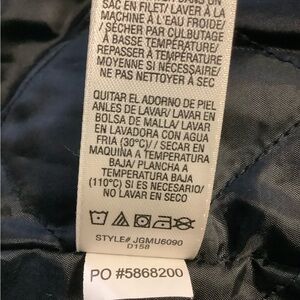 SAC EN FILET/ LAVER À LA
MACHINE À L'EAU FROIDE/
/ SÉCHER PAR CULBUTAGE
À BASSE TEMPÉRATURE/
REPASSER À TEMPÉRATURE
MOYENNE SI NÉCESSAIRE/
NE PAS NETTOYER À SEC
QUITAR EL ADORNO DE PIEL
ANLES DE LAVAR/ LAVAR EN
BOLSA DE MALLA/ LAVAR
EN LAVADORA CON AGUA
FRIA (30°C)/ / SECAR EN
MAQUINA A TEMPERATURA
BAJA/ PLANCHA A
TEMPERATURA BAJA
(110°C) SI ES NECESARIO/
NO LAVAR EN SECO
STYLE# JGMU6090
D158
PO #5868200